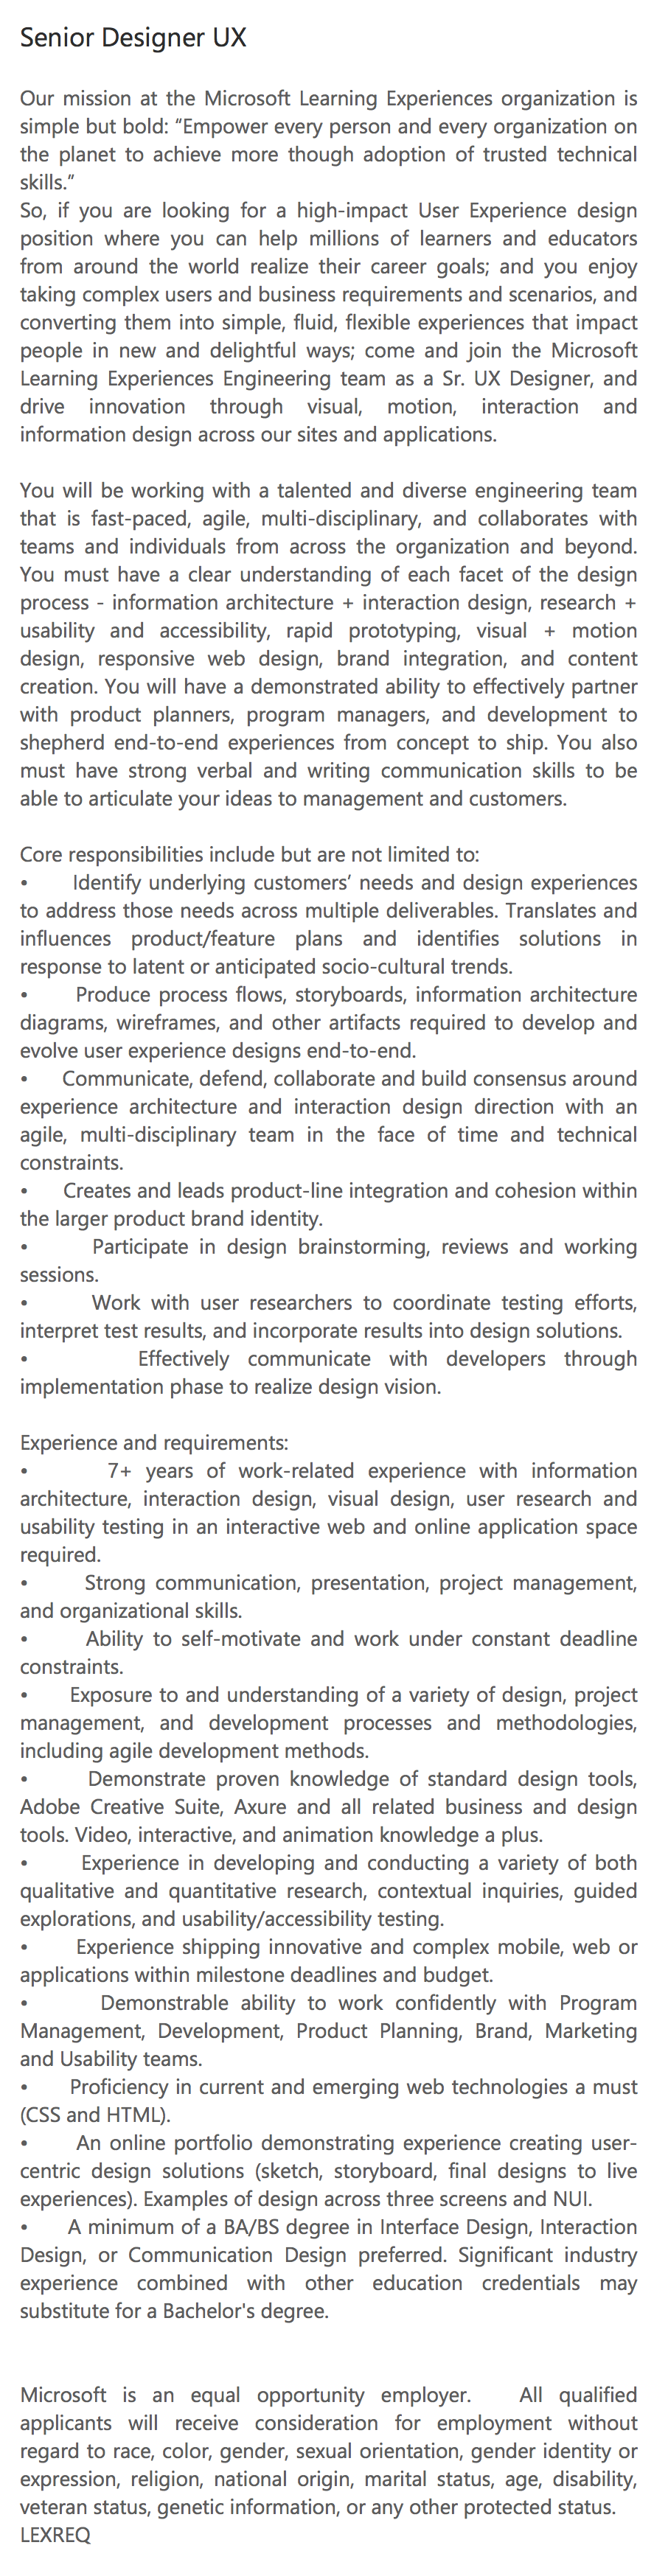 Senior Designer UX
Our mission at the Microsoft Learning Experiences organization is
simple but bold: “Empower every person and every organization on
the planet to achieve more though adoption of trusted technical
skills.”
So, if you are looking for a high-impact User Experience design
position where you can help millions of learners and educators
from around the world realize their career goals; and you enjoy
taking complex users and business requirements and scenarios, and
converting them into simple, fluid, flexible experiences that impact
people in new and delightful ways; come and join the Microsoft
Learning Experiences Engineering team as a Sr. UX Designer, and
drive innovation through visual, motion, interaction and
information design across our sites and applications.
You will be working with a talented and diverse engineering team
that is fast-paced, agile, multi-disciplinary, and collaborates with
teams and individuals from across the organization and beyond.
You must have a clear understanding of each facet of the design
process - information architecture + interaction design, research +
usability and accessibility, rapid prototyping, visual + motion
design, responsive web design, brand integration, and content
creation. You will have a demonstrated ability to effectively partner
with product planners, program managers, and development to
shepherd end-to-end experiences from concept to ship. You also
must have strong verbal and writing communication skills to be
able to articulate your ideas to management and customers.
Core responsibilities include but are not limited to:
• Identify underlying customers’ needs and design experiences
to address those needs across multiple deliverables. Translates and
influences product/feature plans and identifies solutions in
response to latent or anticipated socio-cultural trends.
• Produce process flows, storyboards, information architecture
diagrams, wireframes, and other artifacts required to develop and
evolve user experience designs end-to-end.
• Communicate, defend, collaborate and build consensus around
experience architecture and interaction design direction with an
agile, multi-disciplinary team in the face of time and technical
constraints.
• Creates and leads product-line integration and cohesion within
the larger product brand identity.
• Participate in design brainstorming, reviews and working
sessions.
• Work with user researchers to coordinate testing efforts,
interpret test results, and incorporate results into design solutions.
• Effectively communicate with developers through
implementation phase to realize design vision.
Experience and requirements:
• 7+ years of work-related experience with information
architecture, interaction design, visual design, user research and
usability testing in an interactive web and online application space
required.
• Strong communication, presentation, project management,
and organizational skills.
• Ability to self-motivate and work under constant deadline
constraints.
• Exposure to and understanding of a variety of design, project
management, and development processes and methodologies,
including agile development methods.
• Demonstrate proven knowledge of standard design tools,
Adobe Creative Suite, Axure and all related business and design
tools. Video, interactive, and animation knowledge a plus.
• Experience in developing and conducting a variety of both
qualitative and quantitative research, contextual inquiries, guided
explorations, and usability/accessibility testing.
• Experience shipping innovative and complex mobile, web or
applications within milestone deadlines and budget.
• Demonstrable ability to work confidently with Program
Management, Development, Product Planning, Brand, Marketing
and Usability teams.
• Proficiency in current and emerging web technologies a must
(CSS and HTML).
• An online portfolio demonstrating experience creating user-
centric design solutions (sketch, storyboard, final designs to live
experiences). Examples of design across three screens and NUI.
• A minimum of a BA/BS degree in Interface Design, Interaction
Design, or Communication Design preferred. Significant industry
experience combined with other education credentials may
substitute for a Bachelor's degree.
Microsoft is an equal opportunity employer. All qualified
applicants will receive consideration for employment without
regard to race, color, gender, sexual orientation, gender identity or
expression, religion, national origin, marital status, age, disability,
veteran status, genetic information, or any other protected status.
LEXREQ